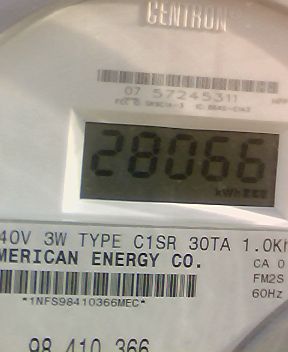 CENTRON®
07 57245311
28066
kWh
40V 3W TYPE C1SR 30TA 1.0K
MERICAN ENERGY CO.
CA 0
FM2S
60Hz
*1NFS98410366MEC*
98 410 366